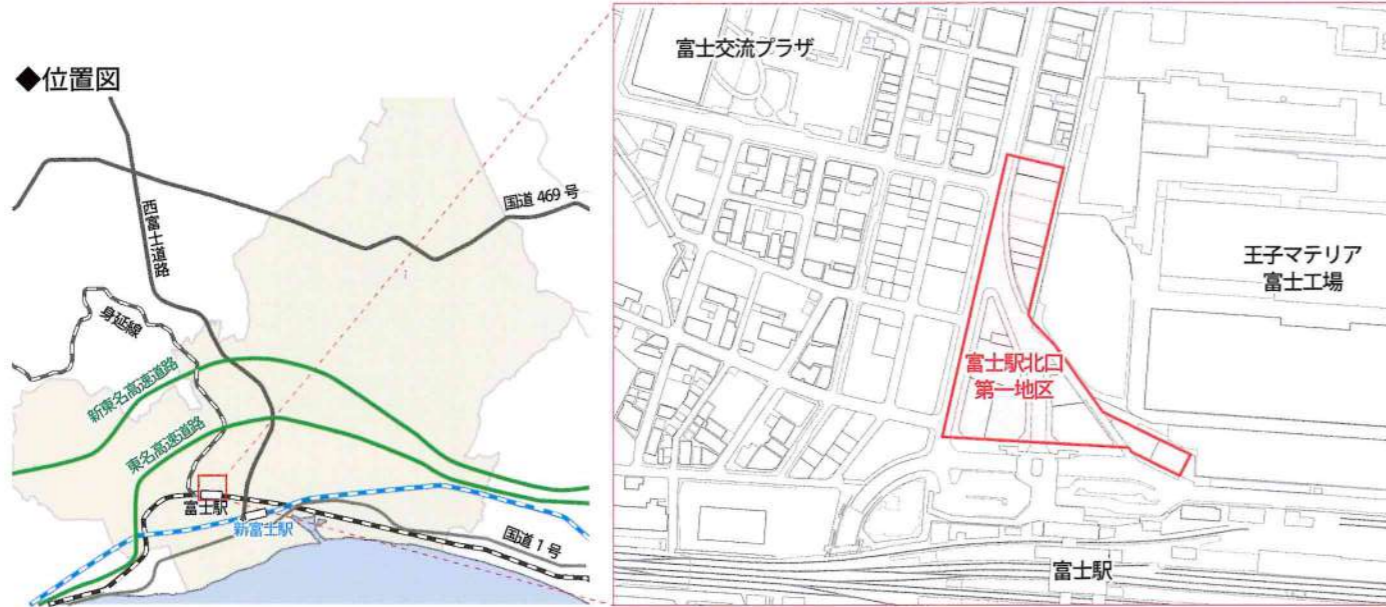 ◆位置図
西富士道路
国道 469 号
身延線
新東名高速道路
東名高速道路
富士駅
新富士駅
国道 1 号
富士交流プラザ
王子マテリア
富士工場
富士駅北口
第一地区
富士駅